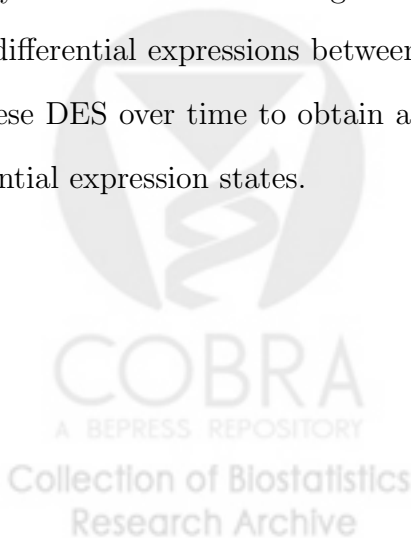 differential expressions between
ese DES over time to obtain a
ential expression states.
COBRA
A BEPRESS REPOSITORY
Collection of Biostatistics
Research Archive